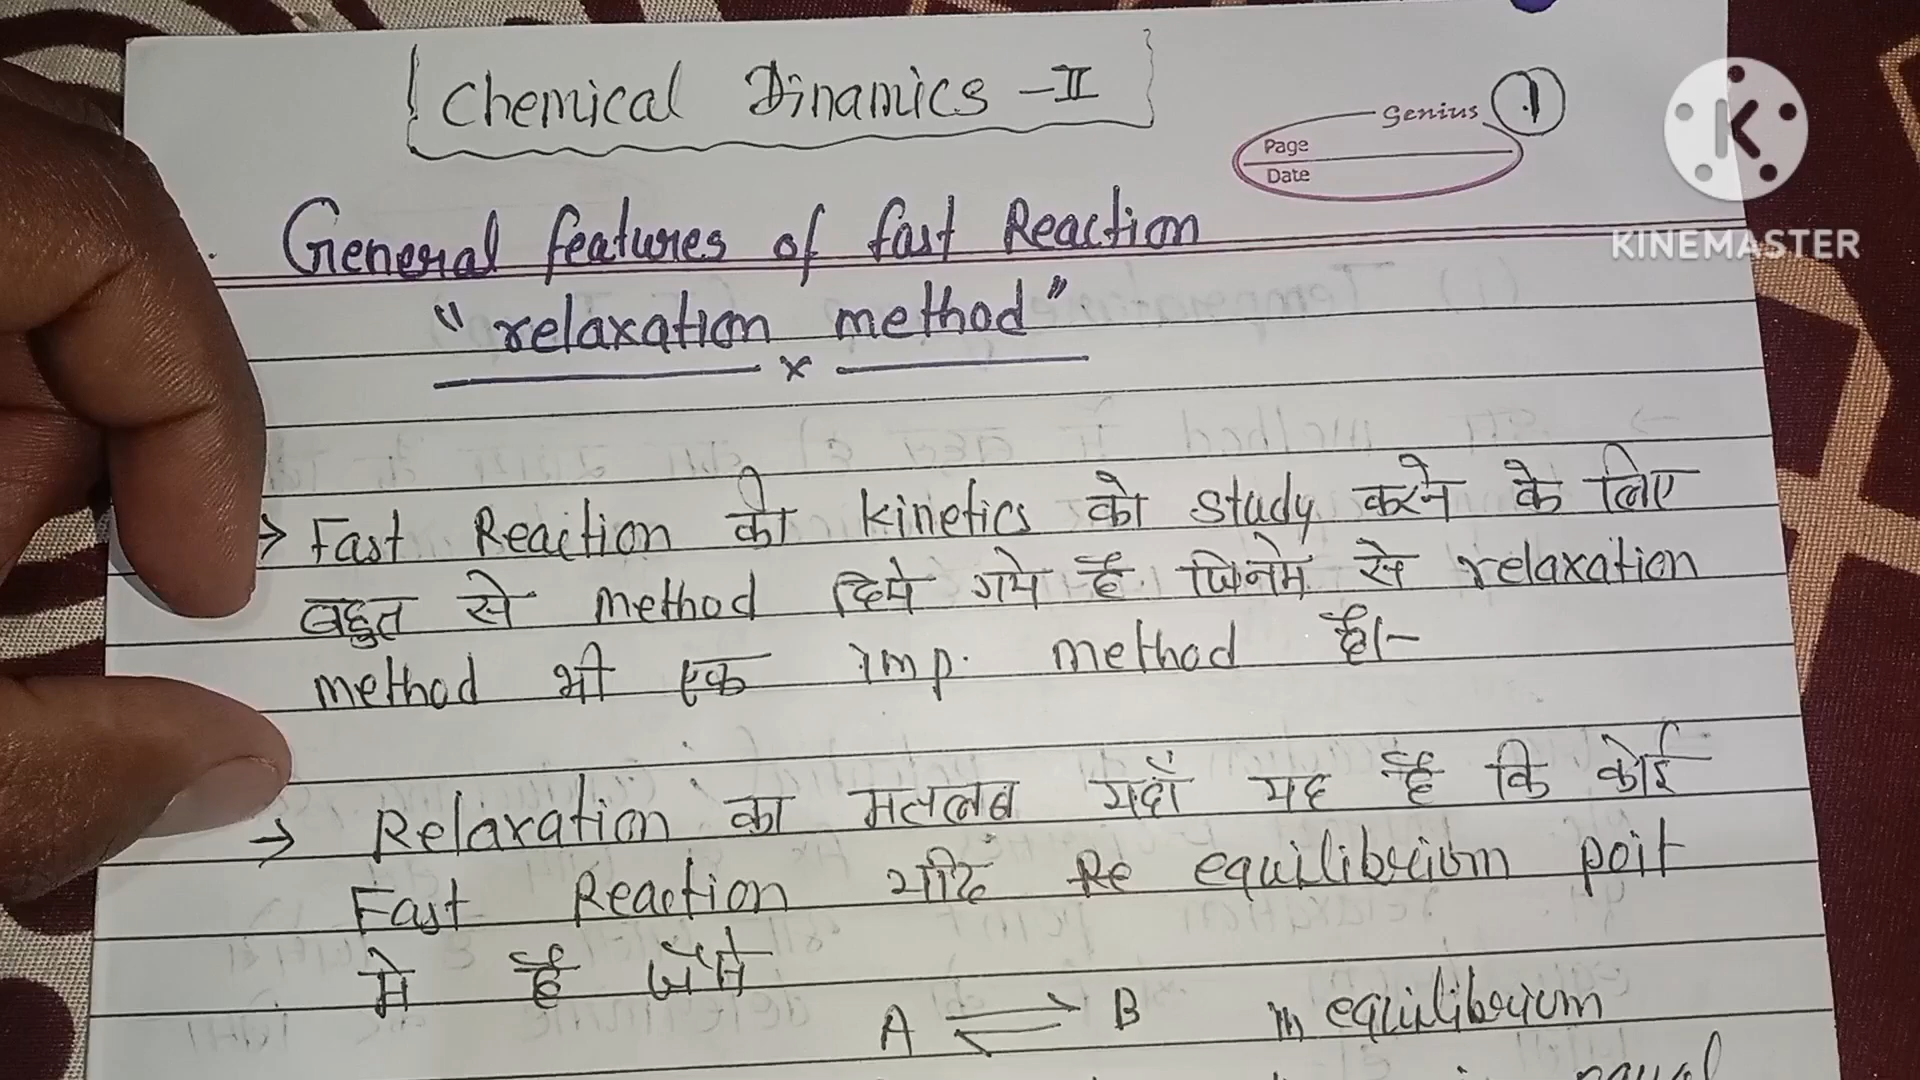 Chemical Dinamics - II
Genius 1
Page
Date
KINEMASTER
General features of fast Reaction
"relaxation method"
x
→ Fast Reaction की kinetics को study करने के लिए
बहुत से method दिये गये है जिनमे से relaxation
method भी एक imp. method है।-
→ Relaxation का मतलब यहाँ यह है कि कोई
Fast Reaction यदि Re equilibrium poit
मे है जैसे
A ⇌ B in equilibrium